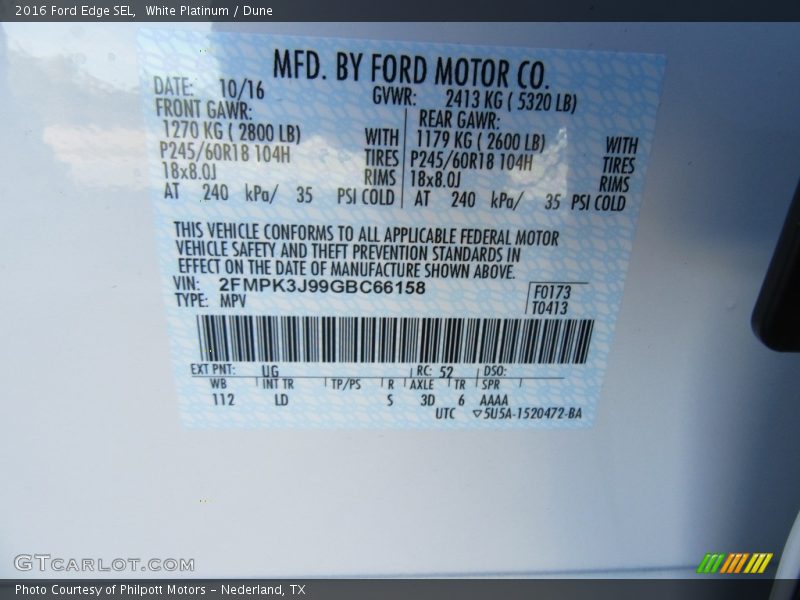 2016 Ford Edge SEL, White Platinum / Dune
MFD. BY FORD MOTOR CO.
DATE: 10/16 GVWR: 2413 KG ( 5320 LB)
FRONT GAWR: REAR GAWR:
1270 KG ( 2800 LB) WITH 1179 KG ( 2600 LB) WITH
P245/60R18 104H TIRES P245/60R18 104H TIRES
18x8.0J RIMS 18x8.0J RIMS
AT 240 kPa/ 35 PSI COLD AT 240 kPa/ 35 PSI COLD
THIS VEHICLE CONFORMS TO ALL APPLICABLE FEDERAL MOTOR
VEHICLE SAFETY AND THEFT PREVENTION STANDARDS IN
EFFECT ON THE DATE OF MANUFACTURE SHOWN ABOVE.
VIN: 2FMPK3J99GBC66158 F0173
TYPE: MPV T0413
EXT PNT: UG RC: 52 DSO:
WB INT TR TP/PS R AXLE TR SPR
112 LD S 3D 6 AAAA
UTC ▽5U5A-1520472-BA
GTCARLOT.COM
Photo Courtesy of Philpott Motors - Nederland, TX